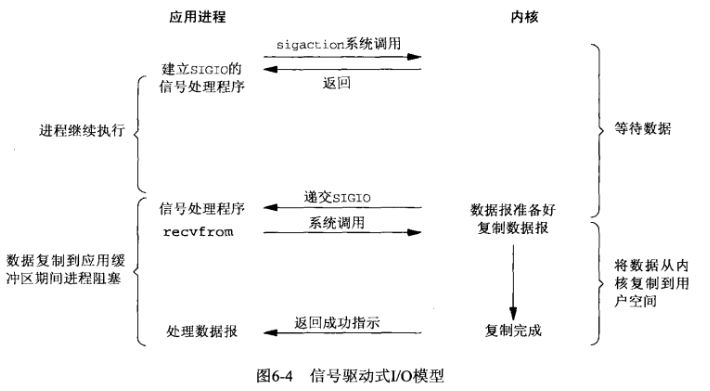 应用进程
内核
sigaction系统调用
建立SIGIO的
信号处理程序
返回
进程继续执行
等待数据
递交SIGIO
信号处理程序
数据报准备好
系统调用
recvfrom
复制数据报
数据复制到应用缓
冲区期间进程阻塞
将数据从内
核复制到用
户空间
返回成功指示
处理数据报
复制完成
图6-4 信号驱动式I/O模型